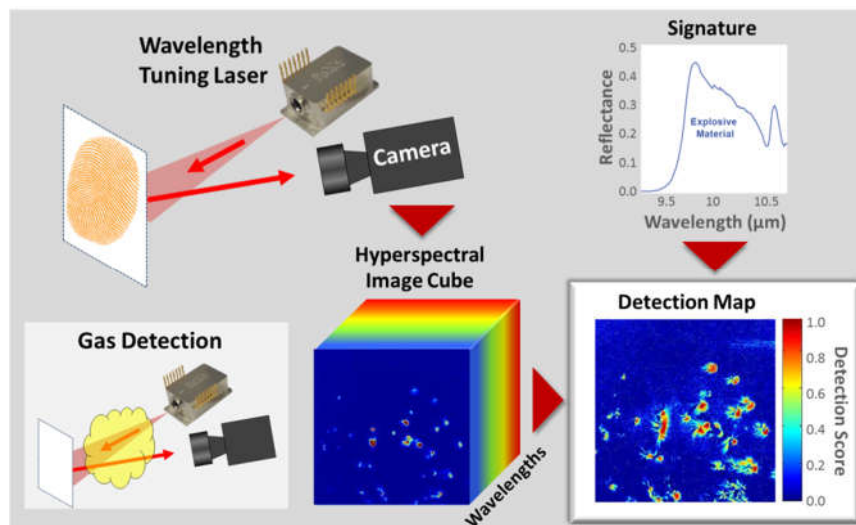 Wavelength
Tuning Laser
Camera
Signature
0.5
0.4
0.3
0.2
0.1
0.0
Reflectance
Explosive
Material
9.5
10
10.5
Wavelength (µm)
Hyperspectral
Image Cube
Wavelengths
Gas Detection
Detection Map
1.0
0.8
0.6
0.4
0.2
0.0
Detection Score